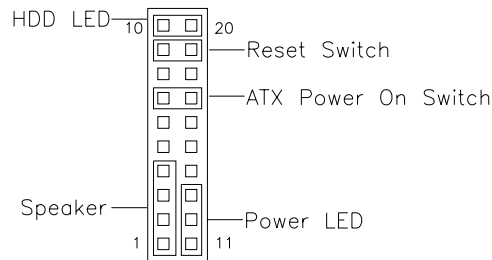 HDD LED
10 20
Reset Switch
ATX Power On Switch
Speaker
Power LED
1 11